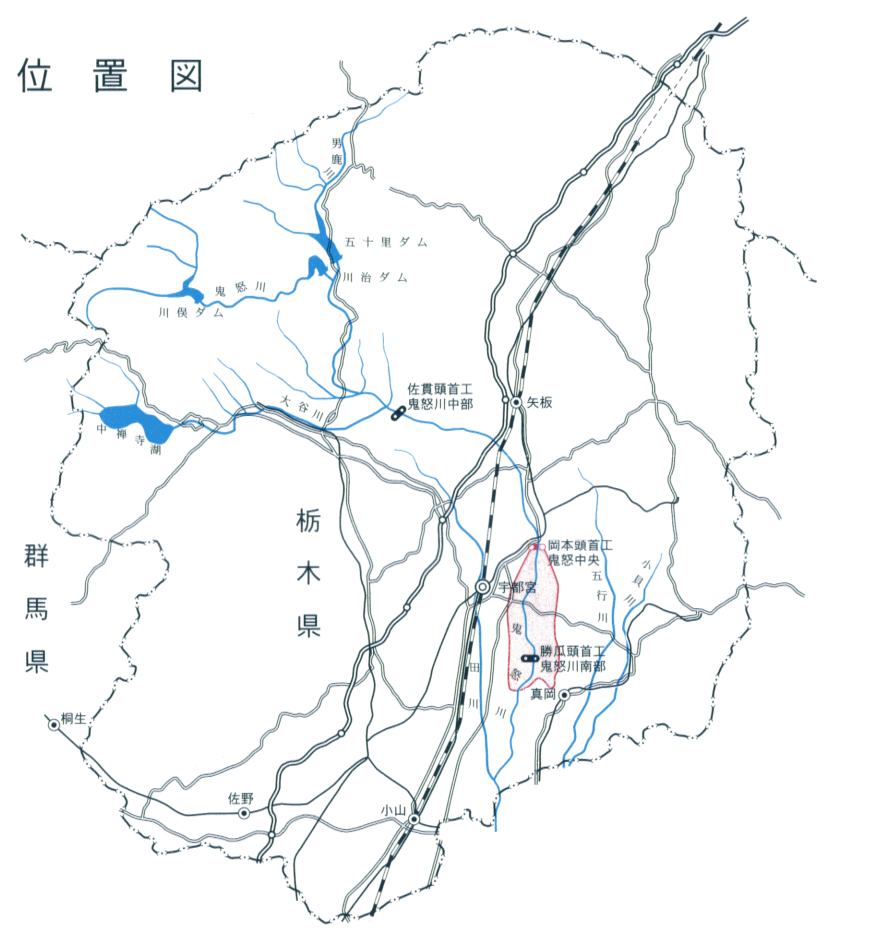 位置図
男鹿川
五十里ダム
川治ダム
鬼怒川
川俣ダム
佐貫頭首工
鬼怒川中部
矢板
大谷川
中禅寺湖
栃木県
群馬県
岡本頭首工
鬼怒中央
宇都宮
五行川
小貝川
鬼怒川
勝瓜頭首工
鬼怒川南部
田川
真岡
桐生
佐野
小山